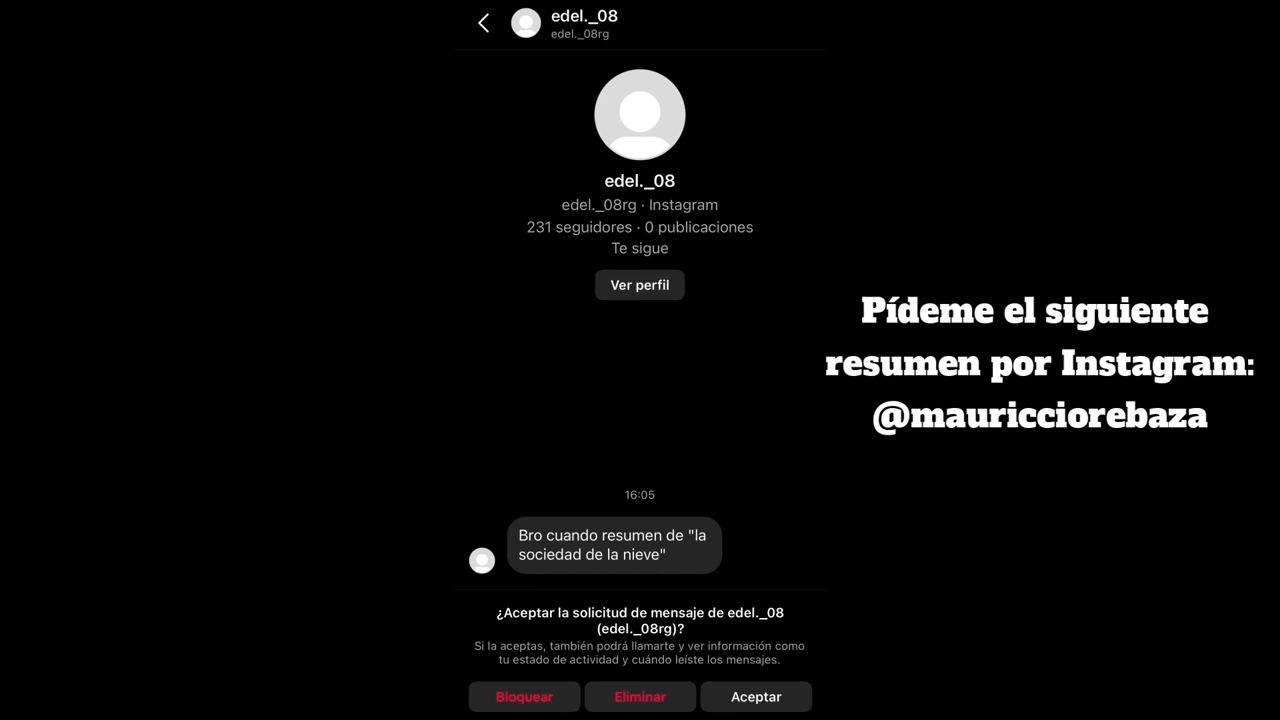 edel._08
edel._08rg
edel._08
edel._08rg · Instagram
231 seguidores · 0 publicaciones
Te sigue
Ver perfil
Pídeme el siguiente
resumen por Instagram:
@mauricciorebaza
16:05
Bro cuando resumen de "la
sociedad de la nieve"
¿Aceptar la solicitud de mensaje de edel._08
(edel._08rg)?
Si la aceptas, también podrá llamarte y ver información como
tu estado de actividad y cuándo leíste los mensajes.
Bloquear
Eliminar
Aceptar